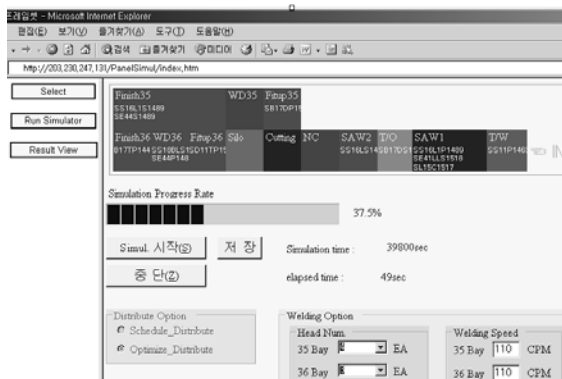 프레임셋 - Microsoft Internet Explorer
편집(E) 보기(V) 즐겨찾기(A) 도구(T) 도움말(H)
검색 즐겨찾기 미디어
http://203,230,247,131/PanelSimul/index,htm
Select
Run Simulator
Result View
Finish35 WD35 Fitup35
SS16L1S1489 SB17DP1
SE44S1489
Finish36 WD36 Fitup36 Silo Cutting NC SAW2 T/O SAW1 T/W
SS16LS14 SB17DS1 SS16L1P1489 SS11P146
SE44P148 SE41LLS1518
SL15C1517
Simulation Progress Rate
37.5%
Simul. 시작(S) 저 장 Simulation time : 39800sec
중 단(Z) elapsed time : 49sec
Distribute Option Welding Option
Schedule_Distribute Head Num. Welding Speed
Optimize_Distribute 35 Bay EA 35 Bay 110 CPM
36 Bay EA 36 Bay 110 CPM